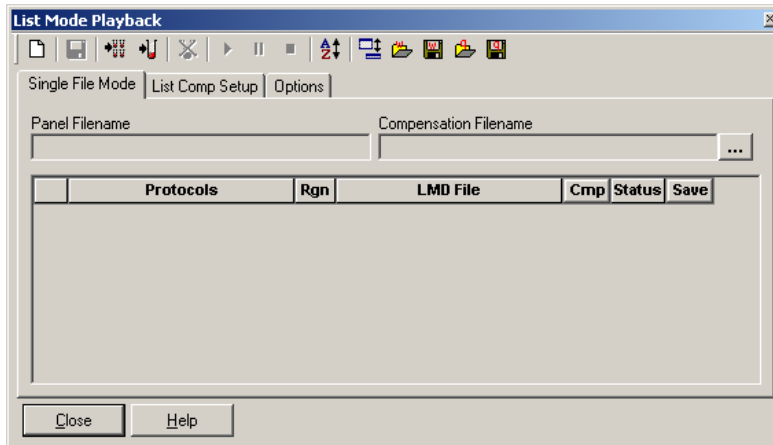 List Mode Playback
Single File Mode List Comp Setup Options
Panel Filename Compensation Filename
...
Protocols Rgn LMD File Cmp Status Save
Close Help